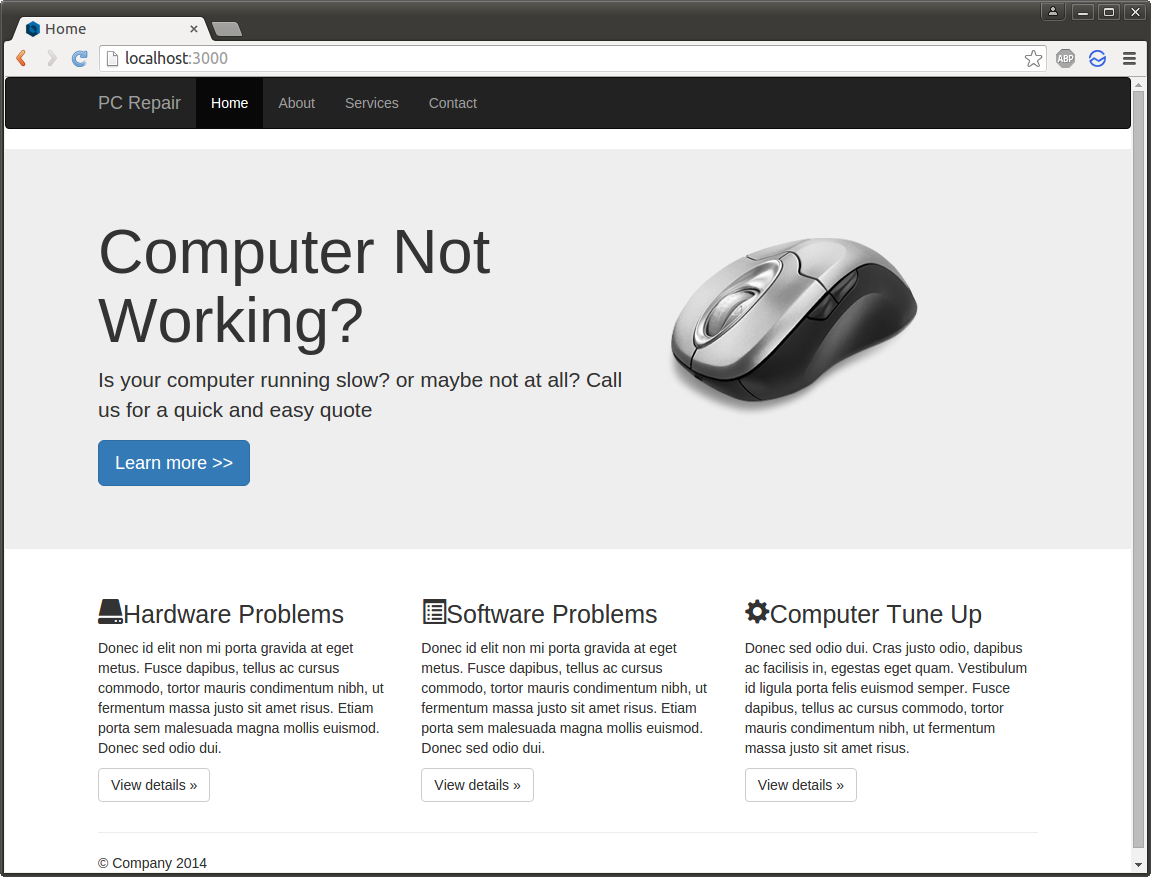 Home
localhost:3000
ABP
PC Repair Home About Services Contact
Computer Not
Working?
Is your computer running slow? or maybe not at all? Call
us for a quick and easy quote
Learn more >>
Hardware Problems
Donec id elit non mi porta gravida at eget
metus. Fusce dapibus, tellus ac cursus
commodo, tortor mauris condimentum nibh, ut
fermentum massa justo sit amet risus. Etiam
porta sem malesuada magna mollis euismod.
Donec sed odio dui.
View details »
Software Problems
Donec id elit non mi porta gravida at eget
metus. Fusce dapibus, tellus ac cursus
commodo, tortor mauris condimentum nibh, ut
fermentum massa justo sit amet risus. Etiam
porta sem malesuada magna mollis euismod.
Donec sed odio dui.
View details »
Computer Tune Up
Donec sed odio dui. Cras justo odio, dapibus
ac facilisis in, egestas eget quam. Vestibulum
id ligula porta felis euismod semper. Fusce
dapibus, tellus ac cursus commodo, tortor
mauris condimentum nibh, ut fermentum
massa justo sit amet risus.
View details »
© Company 2014